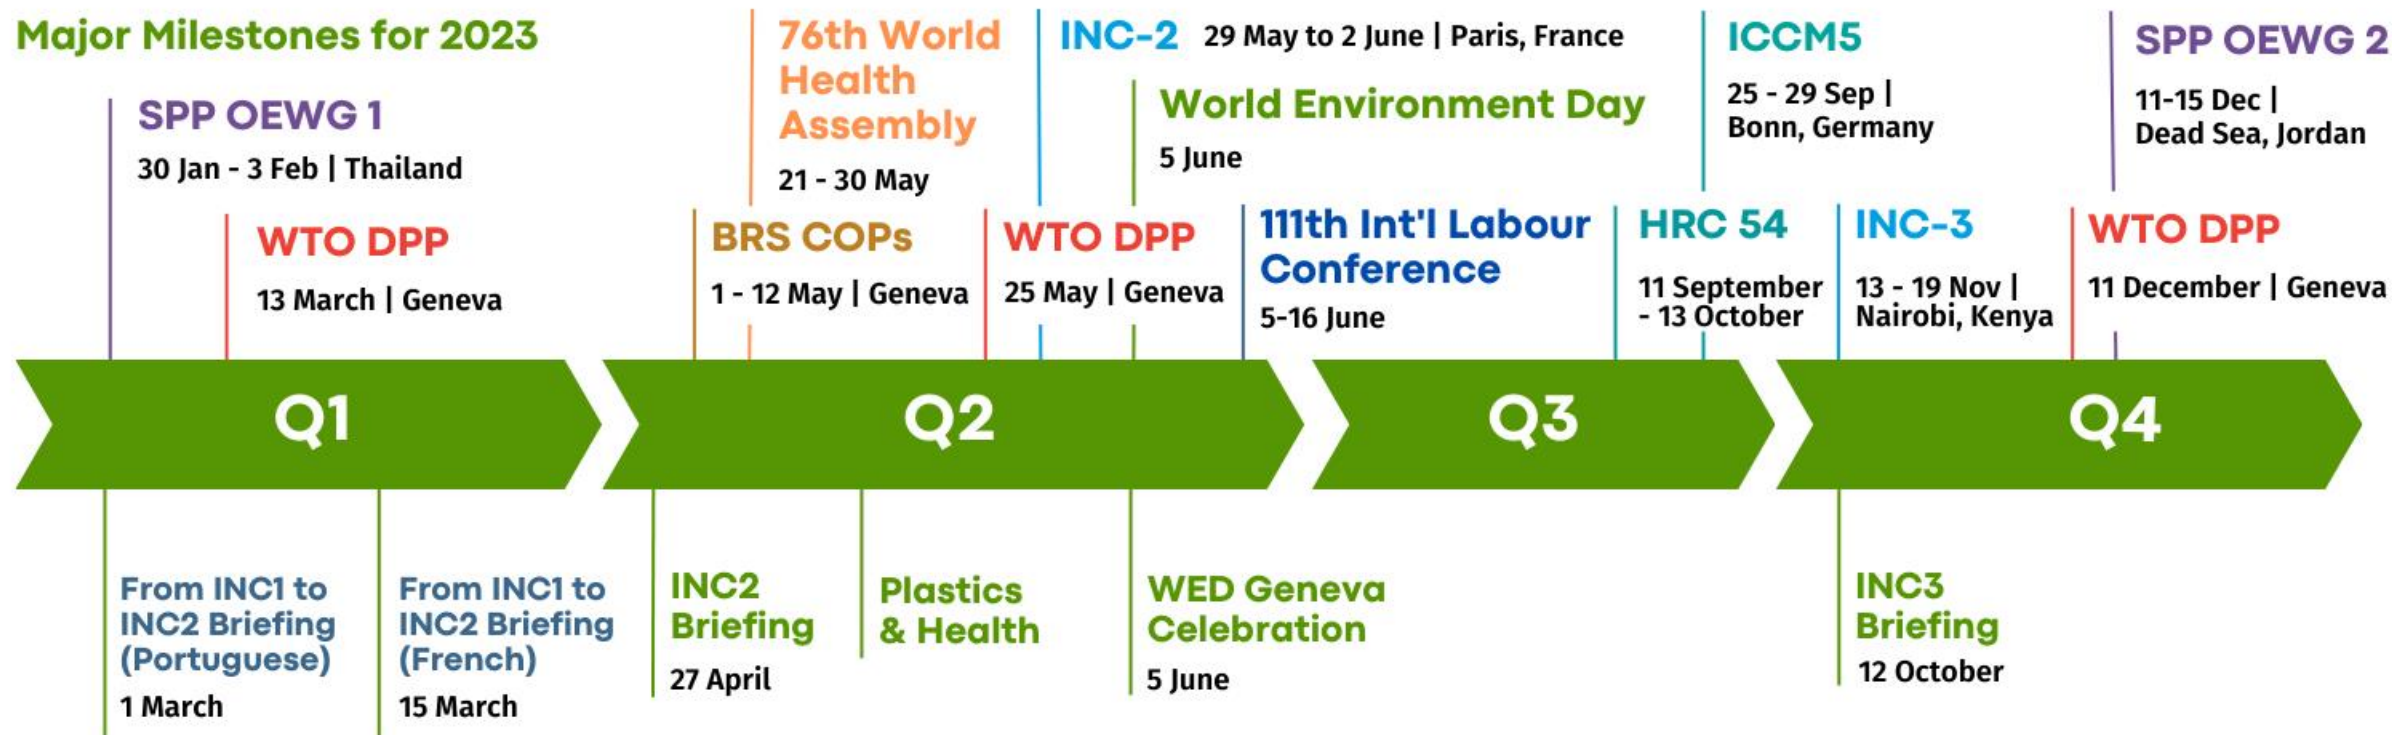 Major Milestones for 2023
SPP OEWG 1
30 Jan - 3 Feb | Thailand
WTO DPP
13 March | Geneva
76th World
Health
Assembly
21 - 30 May
BRS COPs
1 - 12 May | Geneva
INC-2 29 May to 2 June | Paris, France
World Environment Day
5 June
WTO DPP
25 May | Geneva
111th Int'l Labour
Conference
5-16 June
ICCM5
25 - 29 Sep |
Bonn, Germany
HRC 54
11 September
- 13 October
INC-3
13 - 19 Nov |
Nairobi, Kenya
SPP OEWG 2
11-15 Dec |
Dead Sea, Jordan
WTO DPP
11 December | Geneva
Q1
Q2
Q3
Q4
From INC1 to
INC2 Briefing
(Portuguese)
1 March
From INC1 to
INC2 Briefing
(French)
15 March
INC2
Briefing
27 April
Plastics
& Health
WED Geneva
Celebration
5 June
INC3
Briefing
12 October